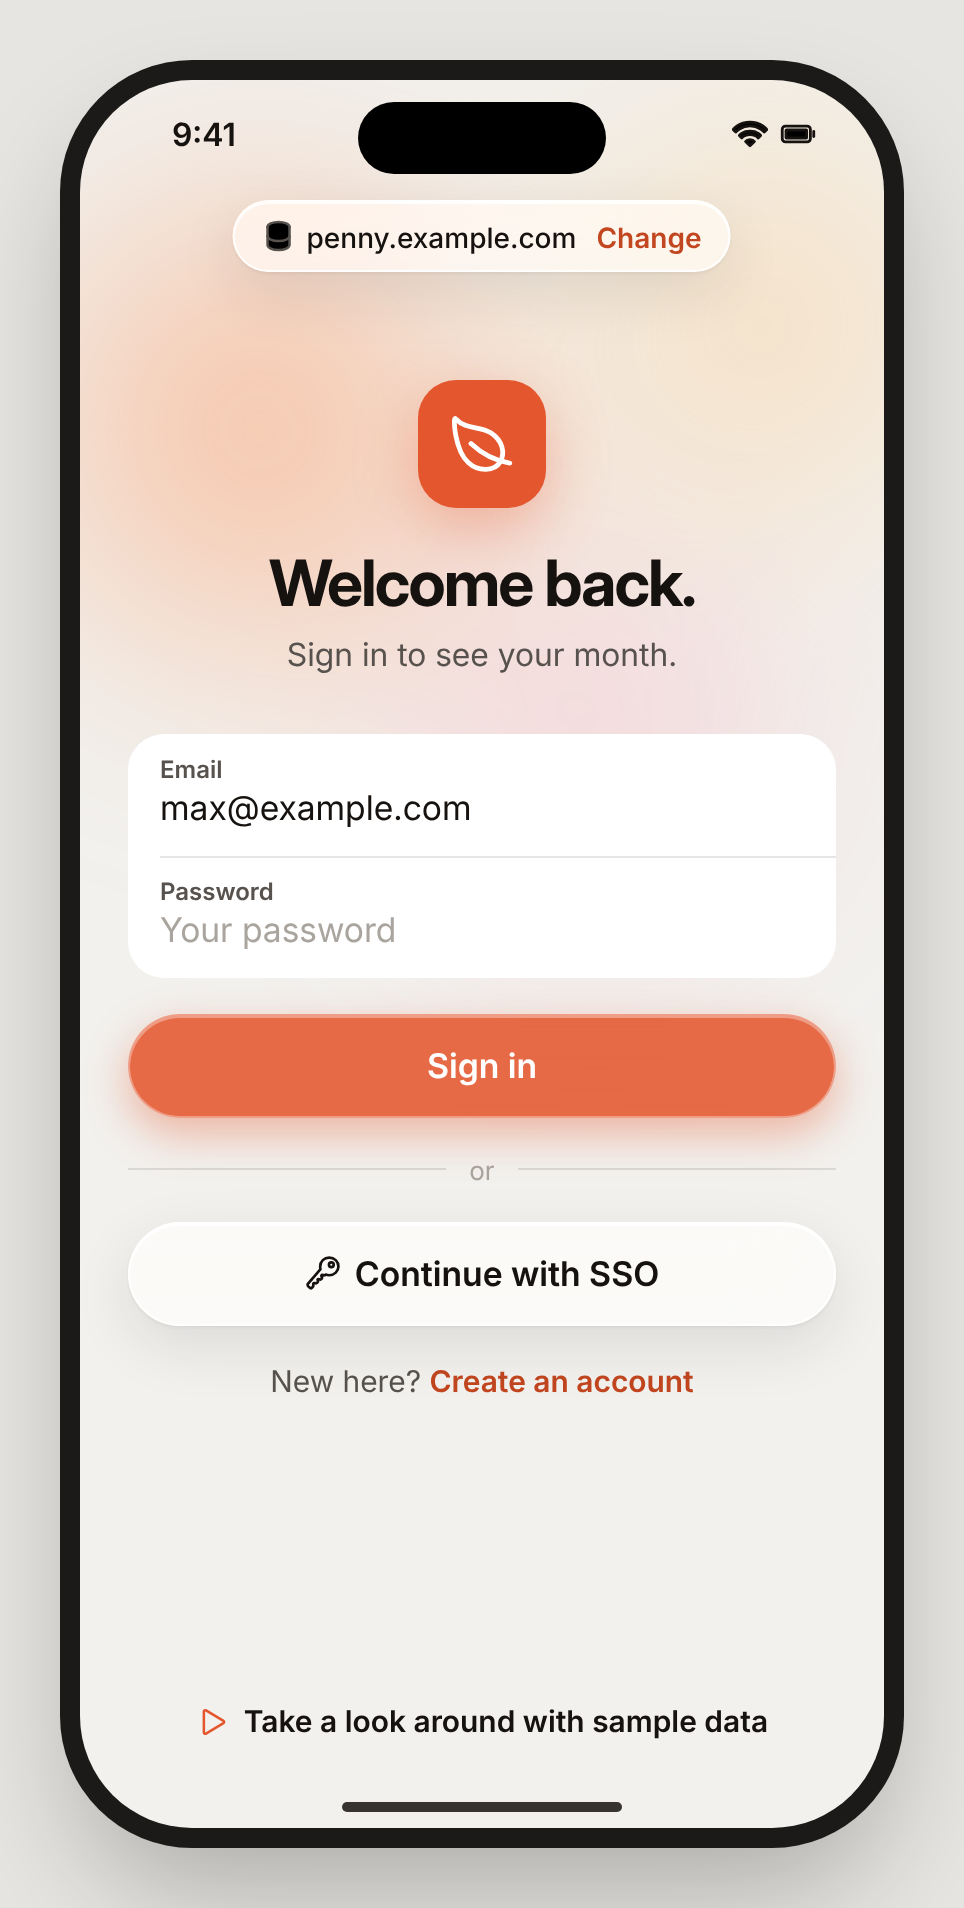 9:41
penny.example.com Change
Welcome back.
Sign in to see your month.
Email
max@example.com
Password
Your password
Sign in
or
Continue with SSO
New here? Create an account
Take a look around with sample data